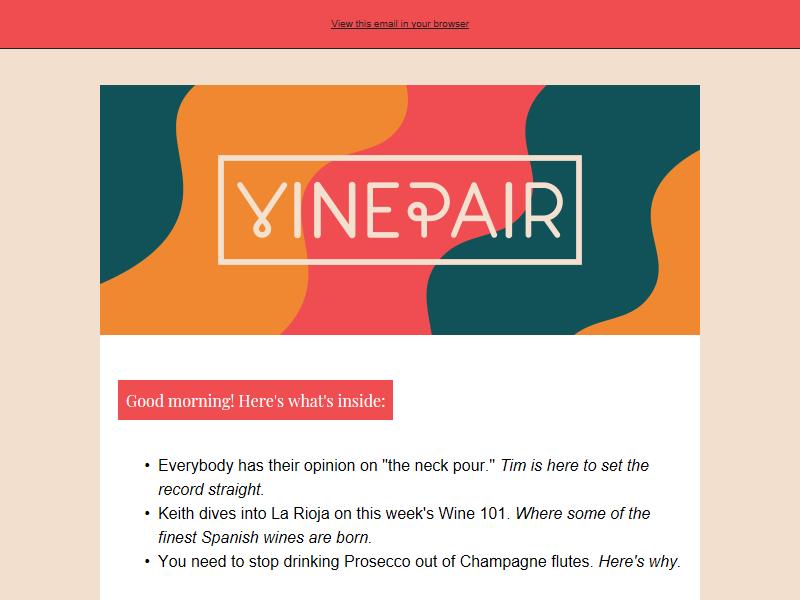 View this email in your browser
VINEPAIR
Good morning! Here's what's inside:
• Everybody has their opinion on "the neck pour." Tim is here to set the
record straight.
• Keith dives into La Rioja on this week's Wine 101. Where some of the
finest Spanish wines are born.
• You need to stop drinking Prosecco out of Champagne flutes. Here's why.